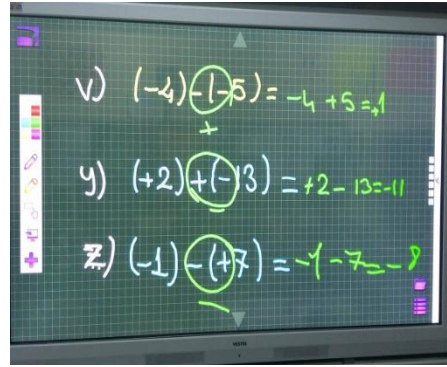 v) (-4)-(-5) = -4 +5 = +1
+
y) (+2)+(-13) = +2 - 13 = -11
z) (-1) -(+7) = -1 -7 = - 8